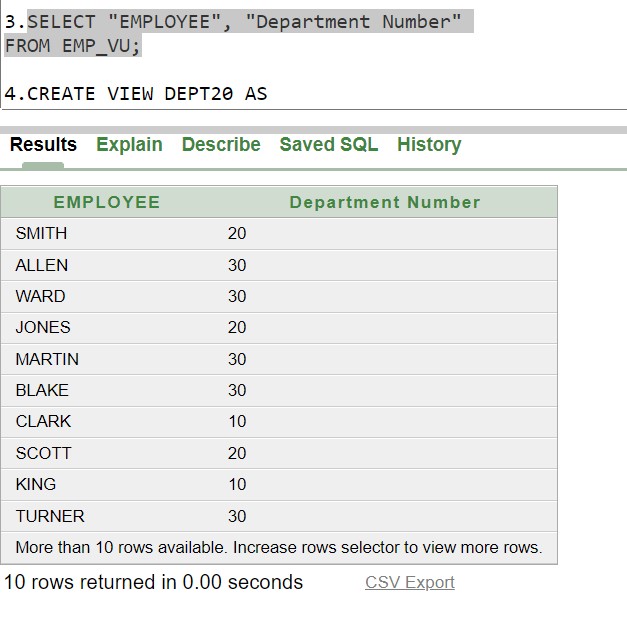 3.SELECT "EMPLOYEE", "Department Number"
FROM EMP_VU;
4.CREATE VIEW DEPT20 AS
Results Explain Describe Saved SQL History
EMPLOYEE Department Number
SMITH 20
ALLEN 30
WARD 30
JONES 20
MARTIN 30
BLAKE 30
CLARK 10
SCOTT 20
KING 10
TURNER 30
More than 10 rows available. Increase rows selector to view more rows.
10 rows returned in 0.00 seconds CSV Export